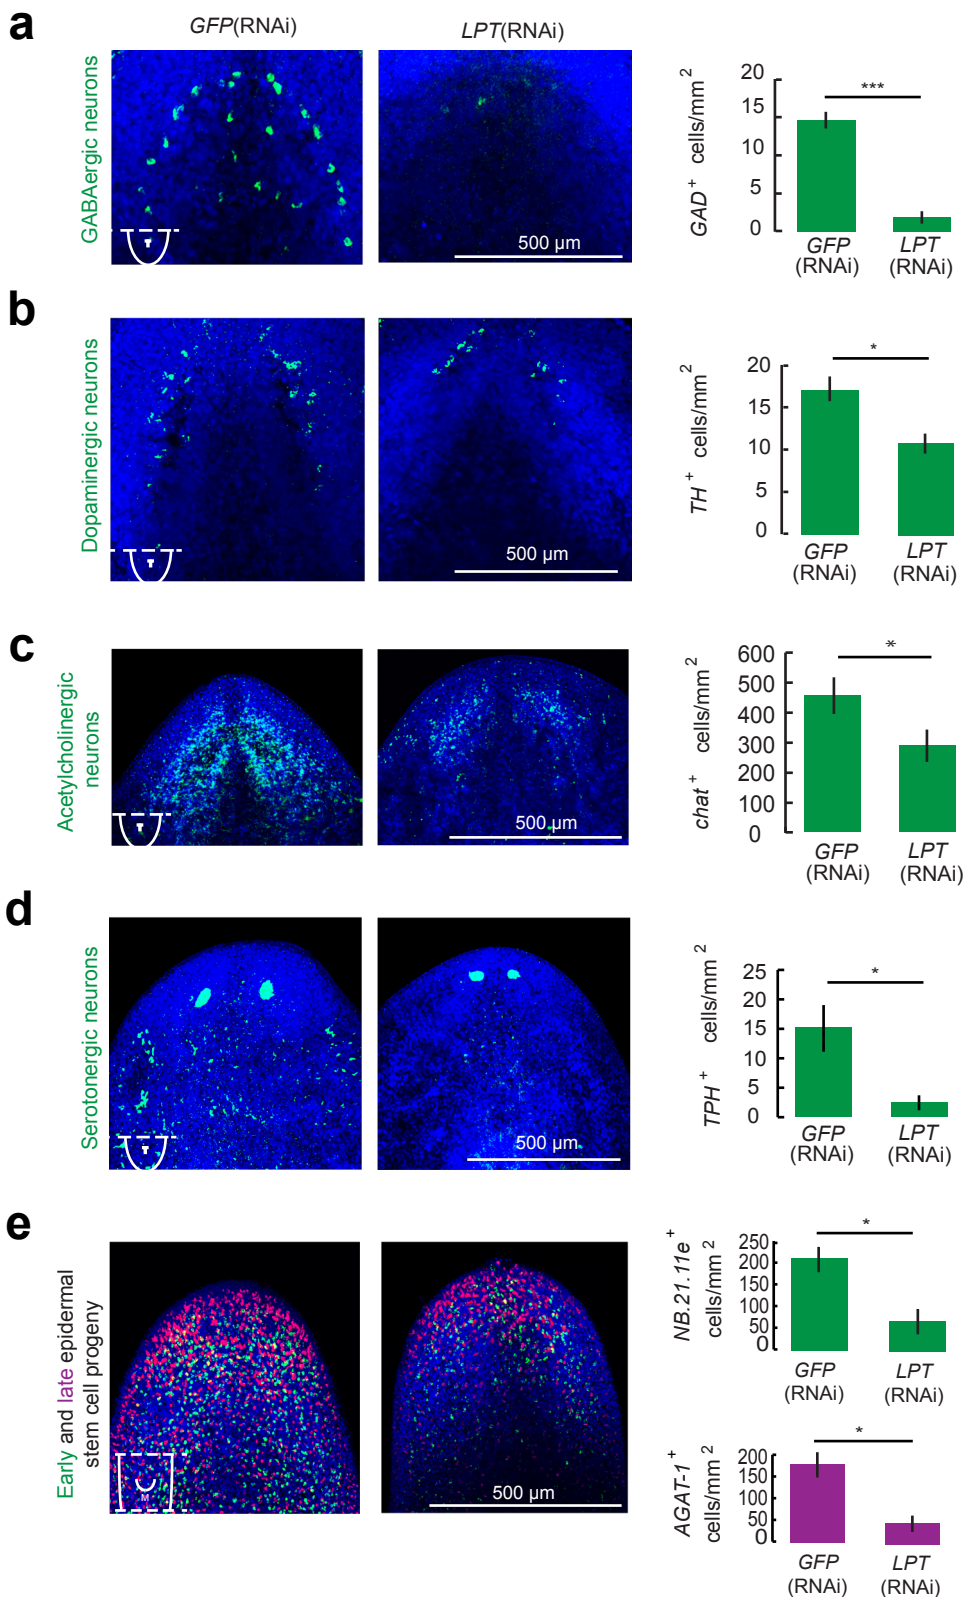 a
GFP(RNAi)
LPT(RNAi)
GABAergic neurons
T
500 µm
GAD+ cells/mm2
20
15
10
5
0
***
GFP
(RNAi)
LPT
(RNAi)
b
Dopaminergic neurons
T
500 µm
TH+ cells/mm2
20
15
10
5
0
*
GFP
(RNAi)
LPT
(RNAi)
c
Acetylcholinergic
neurons
T
500 µm
chat+ cells/mm2
600
500
400
300
200
100
0
*
GFP
(RNAi)
LPT
(RNAi)
d
Serotonergic neurons
T
500 µm
TPH+ cells/mm2
25
20
15
10
5
0
*
GFP
(RNAi)
LPT
(RNAi)
e
Early and late epidermal
stem cell progeny
M
500 µm
NB.21.11e+
cells/mm2
250
200
150
100
50
0
*
GFP
(RNAi)
LPT
(RNAi)
AGAT-1+
cells/mm2
200
150
100
50
0
*
GFP
(RNAi)
LPT
(RNAi)